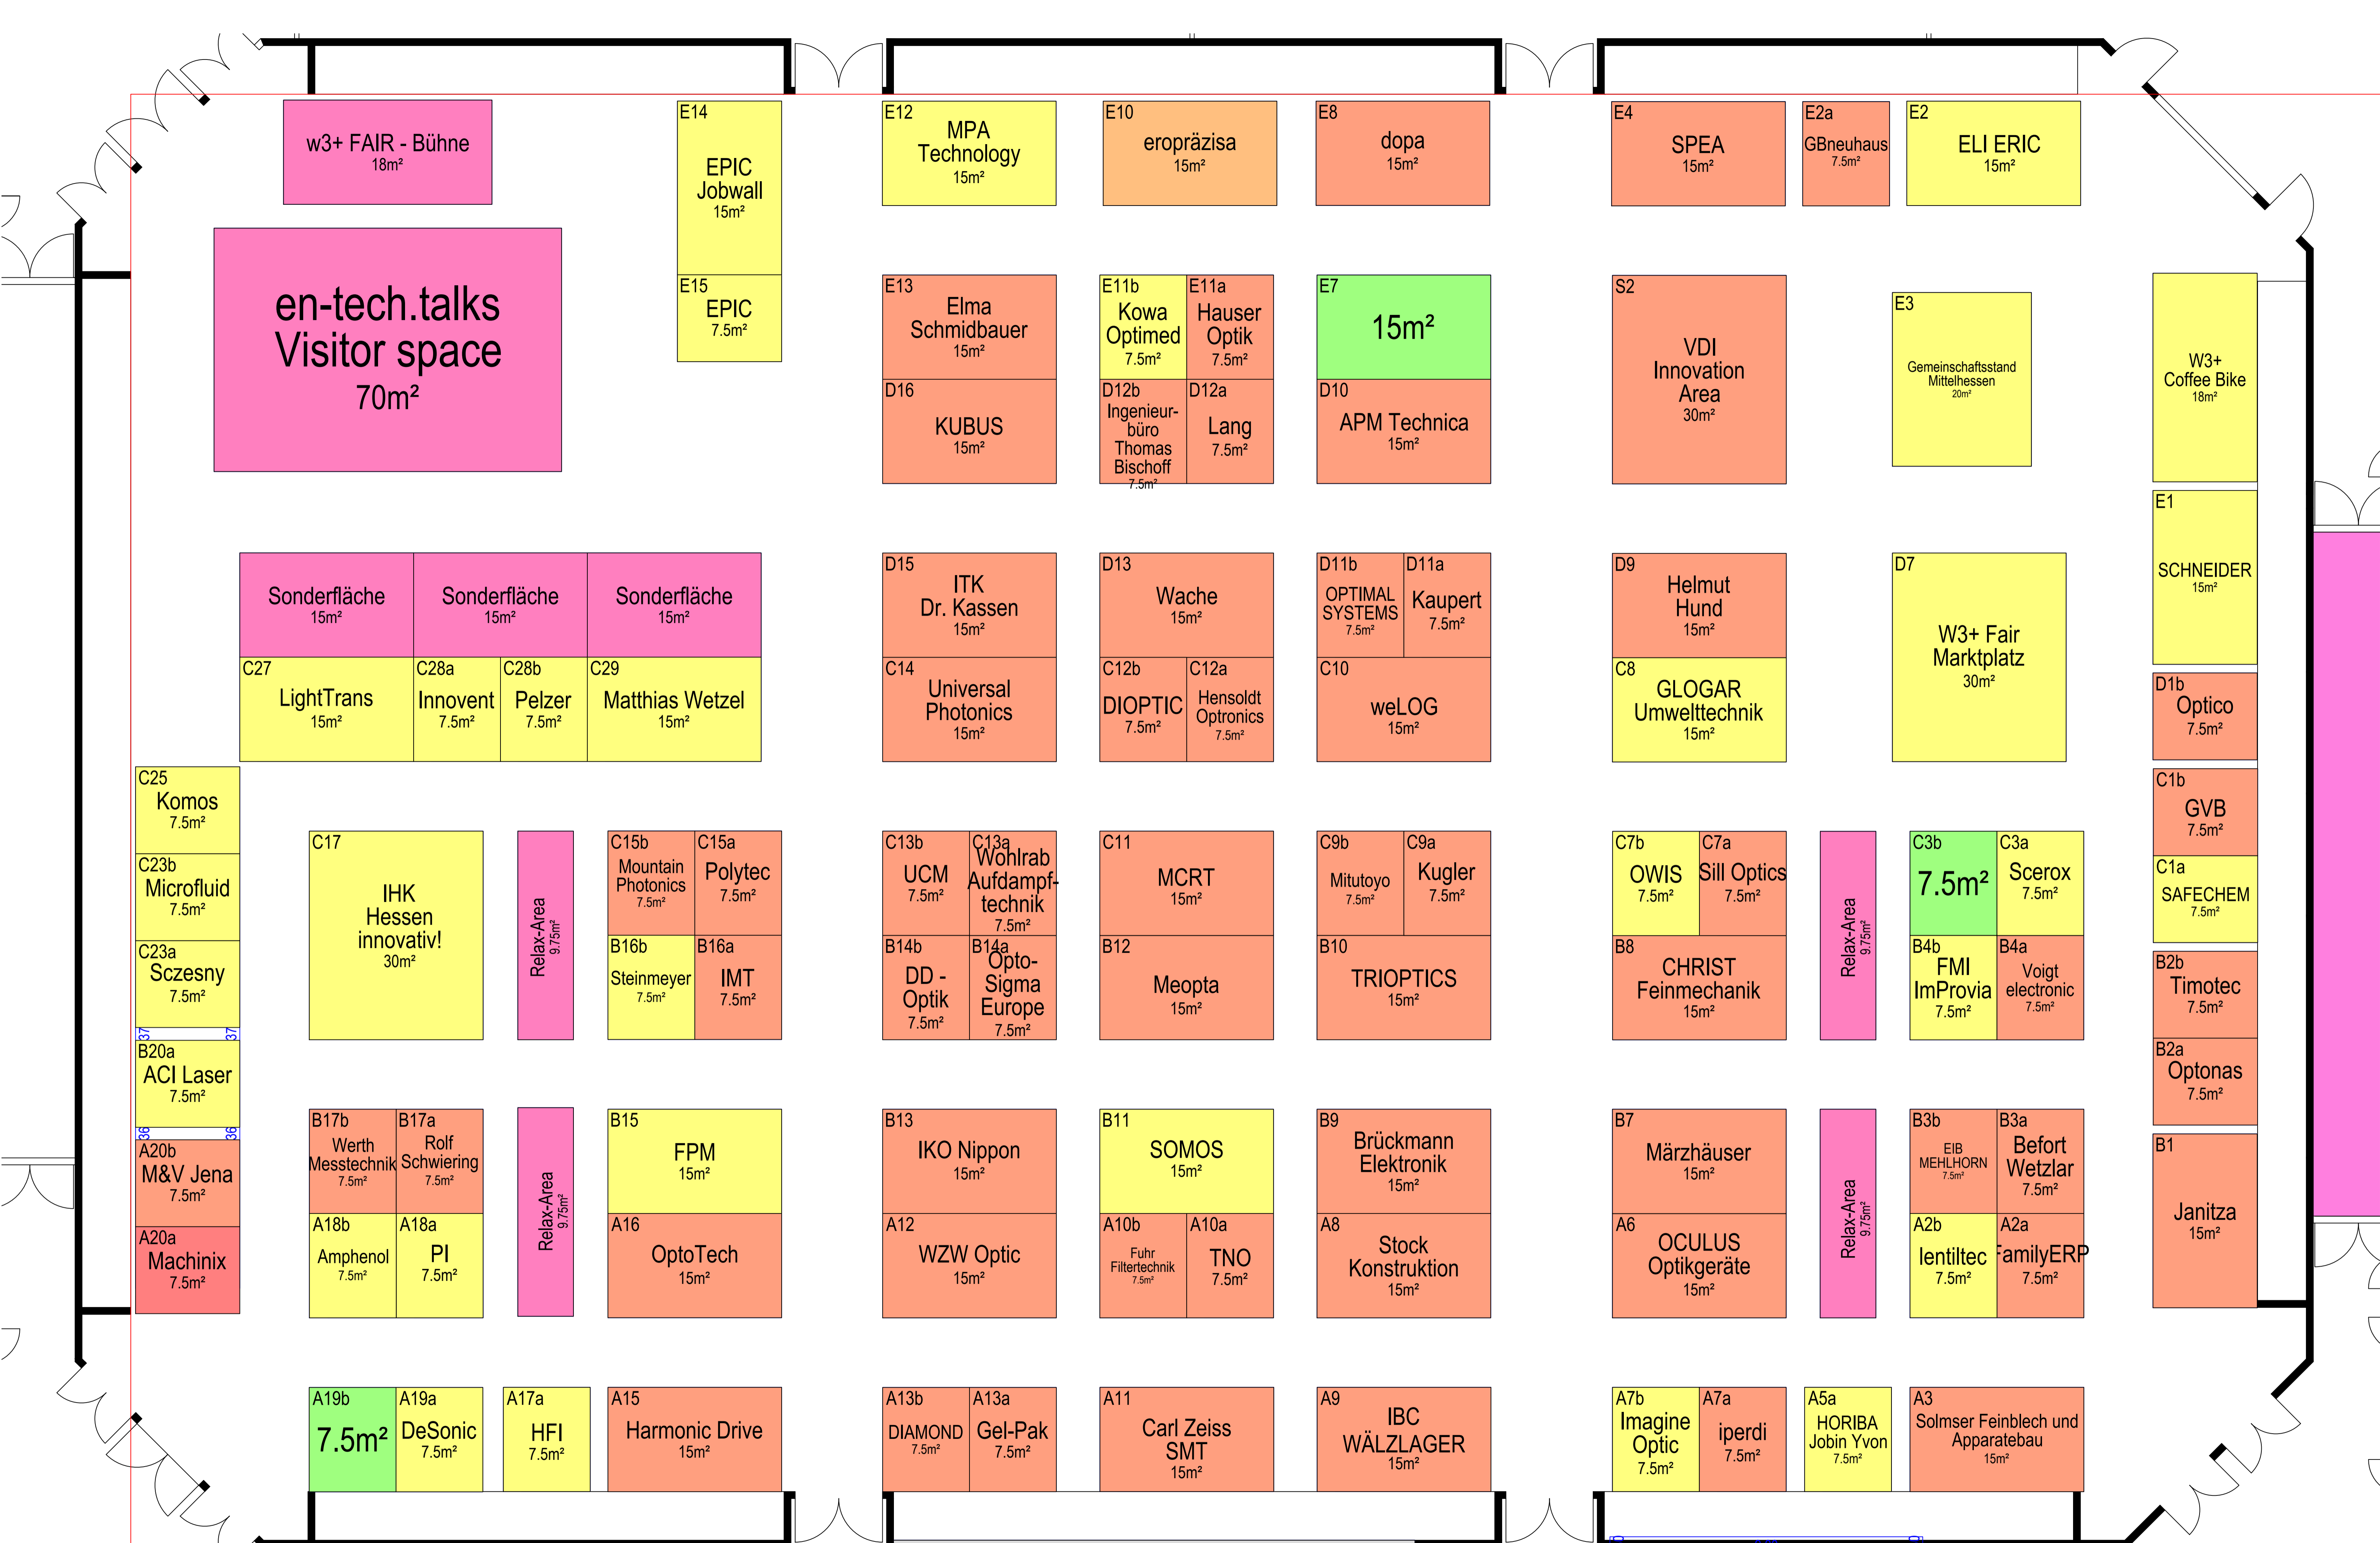 w3+ FAIR - Bühne
18m²
E14
EPIC
Jobwall
15m²
E12
MPA
Technology
15m²
E10
eropräzisa
15m²
E8
dopa
15m²
E4
SPEA
15m²
E2a
GBneuhaus
7.5m²
E2
ELI ERIC
15m²
en-tech.talks
Visitor space
70m²
E15
EPIC
7.5m²
E13
Elma
Schmidbauer
15m²
E11b
Kowa
Optimed
7.5m²
E11a
Hauser
Optik
7.5m²
E7
15m²
S2
VDI
Innovation
Area
30m²
E3
Gemeinschaftsstand
Mittelhessen
20m²
W3+
Coffee Bike
18m²
D16
KUBUS
15m²
D12b
Ingenieur-
büro
Thomas
Bischoff
7.5m²
D12a
Lang
7.5m²
D10
APM Technica
15m²
E1
SCHNEIDER
15m²
Sonderfläche
15m²
Sonderfläche
15m²
Sonderfläche
15m²
D15
ITK
Dr. Kassen
15m²
D13
Wache
15m²
D11b
OPTIMAL
SYSTEMS
7.5m²
D11a
Kaupert
7.5m²
D9
Helmut
Hund
15m²
D7
W3+ Fair
Marktplatz
30m²
C27
LightTrans
15m²
C28a
Innovent
7.5m²
C28b
Pelzer
7.5m²
C29
Matthias Wetzel
15m²
C14
Universal
Photonics
15m²
C12b
DIOPTIC
7.5m²
C12a
Hensoldt
Optronics
7.5m²
C10
weLOG
15m²
C8
GLOGAR
Umwelttechnik
15m²
D1b
Optico
7.5m²
C25
Komos
7.5m²
C1b
GVB
7.5m²
C23b
Microfluid
7.5m²
C17
IHK
Hessen
innovativ!
30m²
Relax-Area
9.75m²
C15b
Mountain
Photonics
7.5m²
C15a
Polytec
7.5m²
C13b
UCM
7.5m²
C13a
Wohlrab
Aufdampf-
technik
7.5m²
C11
MCRT
15m²
C9b
Mitutoyo
7.5m²
C9a
Kugler
7.5m²
C7b
OWIS
7.5m²
C7a
Sill Optics
7.5m²
Relax-Area
9.75m²
C3b
7.5m²
C3a
Scerox
7.5m²
C1a
SAFECHEM
7.5m²
C23a
Sczesny
7.5m²
B16b
Steinmeyer
7.5m²
B16a
IMT
7.5m²
B14b
DD -
Optik
7.5m²
B14a
Opto-
Sigma
Europe
7.5m²
B12
Meopta
15m²
B10
TRIOPTICS
15m²
B8
CHRIST
Feinmechanik
15m²
B4b
FMI
ImProvia
7.5m²
B4a
Voigt
electronic
7.5m²
B2b
Timotec
7.5m²
37
37
B20a
ACI Laser
7.5m²
B2a
Optonas
7.5m²
36
36
A20b
M&V Jena
7.5m²
B17b
Werth
Messtechnik
7.5m²
B17a
Rolf
Schwiering
7.5m²
Relax-Area
9.75m²
B15
FPM
15m²
B13
IKO Nippon
15m²
B11
SOMOS
15m²
B9
Brückmann
Elektronik
15m²
B7
Märzhäuser
15m²
Relax-Area
9.75m²
B3b
EIB
MEHLHORN
7.5m²
B3a
Befort
Wetzlar
7.5m²
B1
Janitza
15m²
A20a
Machinix
7.5m²
A18b
Amphenol
7.5m²
A18a
PI
7.5m²
A16
OptoTech
15m²
A12
WZW Optic
15m²
A10b
Fuhr
Filtertechnik
7.5m²
A10a
TNO
7.5m²
A8
Stock
Konstruktion
15m²
A6
OCULUS
Optikgeräte
15m²
A2b
lentiltec
7.5m²
A2a
FamilyERP
7.5m²
A19b
7.5m²
A19a
DeSonic
7.5m²
A17a
HFI
7.5m²
A15
Harmonic Drive
15m²
A13b
DIAMOND
7.5m²
A13a
Gel-Pak
7.5m²
A11
Carl Zeiss
SMT
15m²
A9
IBC
WÄLZLAGER
15m²
A7b
Imagine
Optic
7.5m²
A7a
iperdi
7.5m²
A5a
HORIBA
Jobin Yvon
7.5m²
A3
Solmser Feinblech und
Apparatebau
15m²